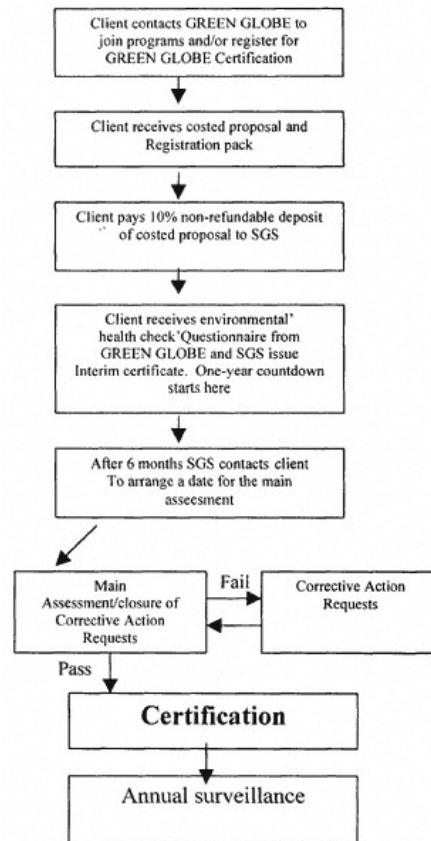 Client contacts GREEN GLOBE to
join programs and/or register for
GREEN GLOBE Certification
Client receives costed proposal and
Registration pack
Client pays 10% non-refundable deposit
of costed proposal to SGS
Client receives environmental’
health check’Questionnaire from
GREEN GLOBE and SGS issue
Interim certificate. One-year countdown
starts here
After 6 months SGS contacts client
To arrange a date for the main
asseesment
Main
Assessment/closure of
Corrective Action
Requests
Fail
Corrective Action
Requests
Pass
Certification
Annual surveillance